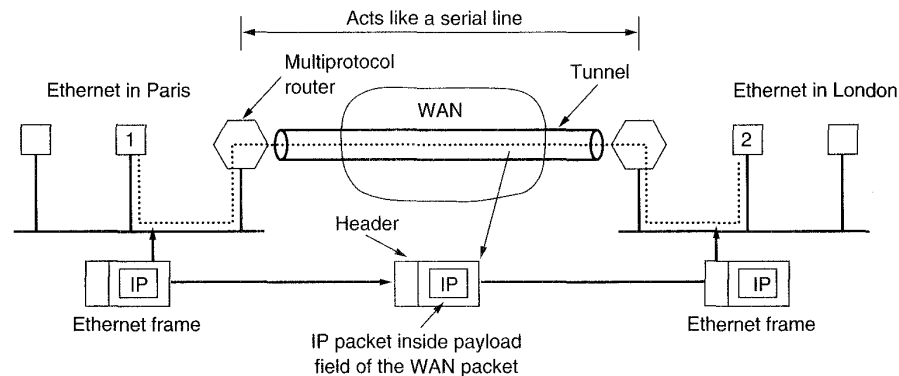 Acts like a serial line
Multiprotocol
router
Tunnel
Ethernet in Paris
WAN
Ethernet in London
1
2
Header
IP
IP
IP
Ethernet frame
Ethernet frame
IP packet inside payload
field of the WAN packet